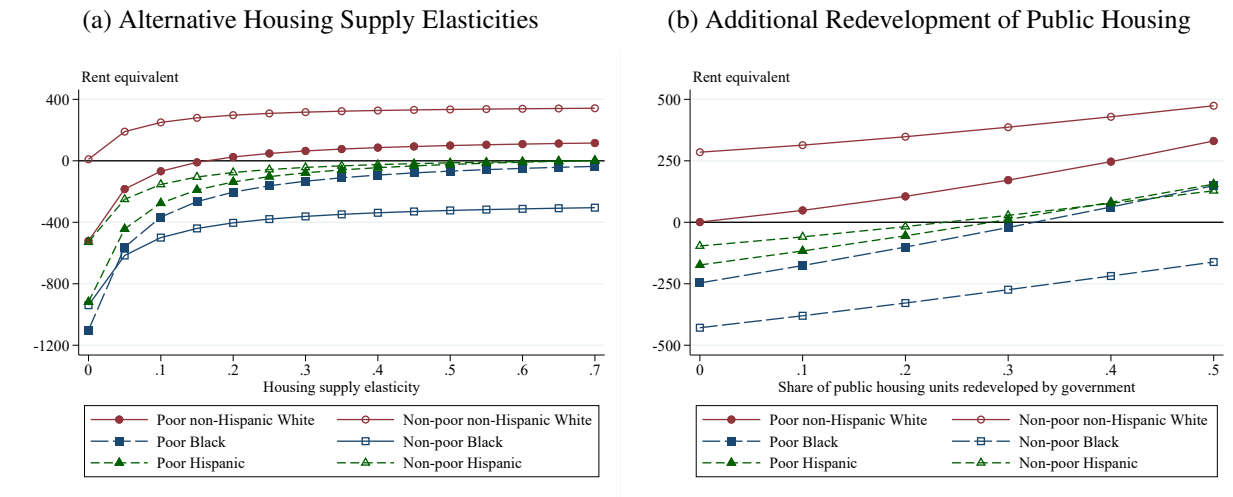 (a) Alternative Housing Supply Elasticities
Rent equivalent
400
0
-400
-800
-1200
0 .1 .2 .3 .4 .5 .6 .7
Housing supply elasticity
Poor non-Hispanic White Non-poor non-Hispanic White
Poor Black Non-poor Black
Poor Hispanic Non-poor Hispanic
(b) Additional Redevelopment of Public Housing
Rent equivalent
500
250
0
-250
-500
0 .1 .2 .3 .4 .5
Share of public housing units redeveloped by government
Poor non-Hispanic White Non-poor non-Hispanic White
Poor Black Non-poor Black
Poor Hispanic Non-poor Hispanic